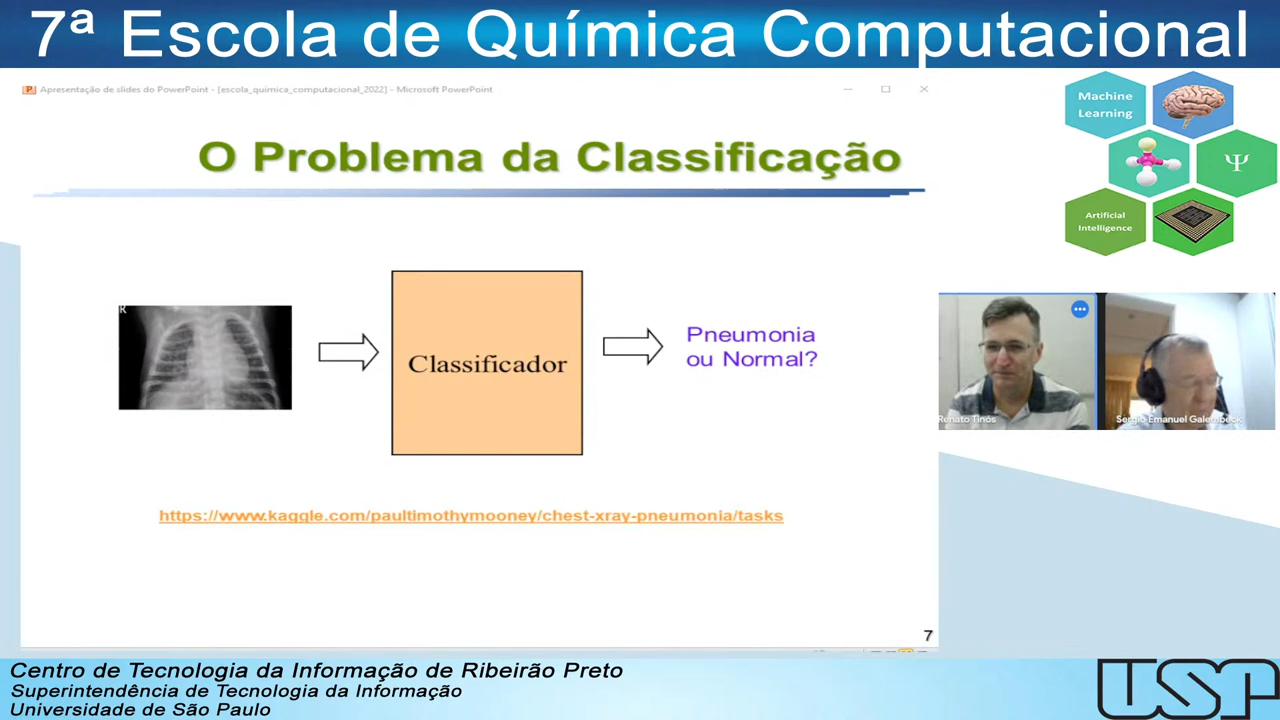 7ª Escola de Química Computacional
Apresentação de slides do PowerPoint - [escola_química_computacional_2022] - Microsoft PowerPoint
Machine
Learning
Ψ
Artificial
Intelligence
O Problema da Classificação
R
Classificador
Pneumonia
ou Normal?
https://www.kaggle.com/paultimothymooney/chest-xray-pneumonia/tasks
Renato Tinós
Sergio Emanuel Galembeck
7
Centro de Tecnologia da Informação de Ribeirão Preto
Superintendência de Tecnologia da Informação
Universidade de São Paulo
USP